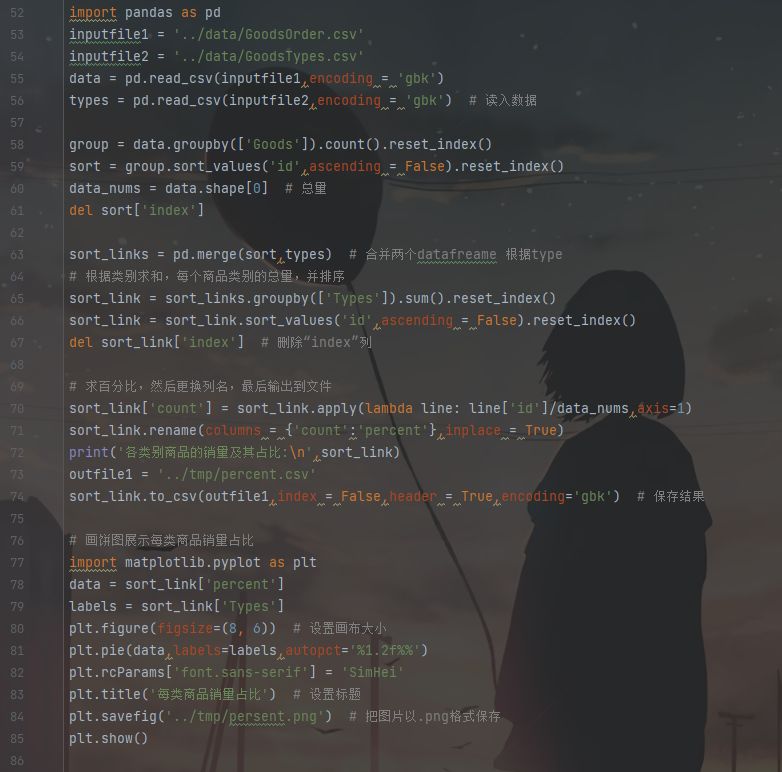 52 import pandas as pd
53 inputfile1 = '../data/GoodsOrder.csv'
54 inputfile2 = '../data/GoodsTypes.csv'
55 data = pd.read_csv(inputfile1,encoding = 'gbk')
56 types = pd.read_csv(inputfile2,encoding = 'gbk')  # 读入数据
57
58 group = data.groupby(['Goods']).count().reset_index()
59 sort = group.sort_values('id',ascending = False).reset_index()
60 data_nums = data.shape[0]  # 总量
61 del sort['index']
62
63 sort_links = pd.merge(sort,types)  # 合并两个datafreame 根据type
64 # 根据类别求和，每个商品类别的总量，并排序
65 sort_link = sort_links.groupby(['Types']).sum().reset_index()
66 sort_link = sort_link.sort_values('id',ascending = False).reset_index()
67 del sort_link['index']  # 删除“index”列
68
69 # 求百分比，然后更换列名，最后输出到文件
70 sort_link['count'] = sort_link.apply(lambda line: line['id']/data_nums,axis=1)
71 sort_link.rename(columns = {'count':'percent'},inplace = True)
72 print('各类别商品的销量及其占比:\n',sort_link)
73 outfile1 = '../tmp/percent.csv'
74 sort_link.to_csv(outfile1,index = False,header = True,encoding='gbk')  # 保存结果
75
76 # 画饼图展示每类商品销量占比
77 import matplotlib.pyplot as plt
78 data = sort_link['percent']
79 labels = sort_link['Types']
80 plt.figure(figsize=(8, 6))  # 设置画布大小
81 plt.pie(data,labels=labels,autopct='%1.2f%%')
82 plt.rcParams['font.sans-serif'] = 'SimHei'
83 plt.title('每类商品销量占比')  # 设置标题
84 plt.savefig('../tmp/persent.png')  # 把图片以.png格式保存
85 plt.show()
86